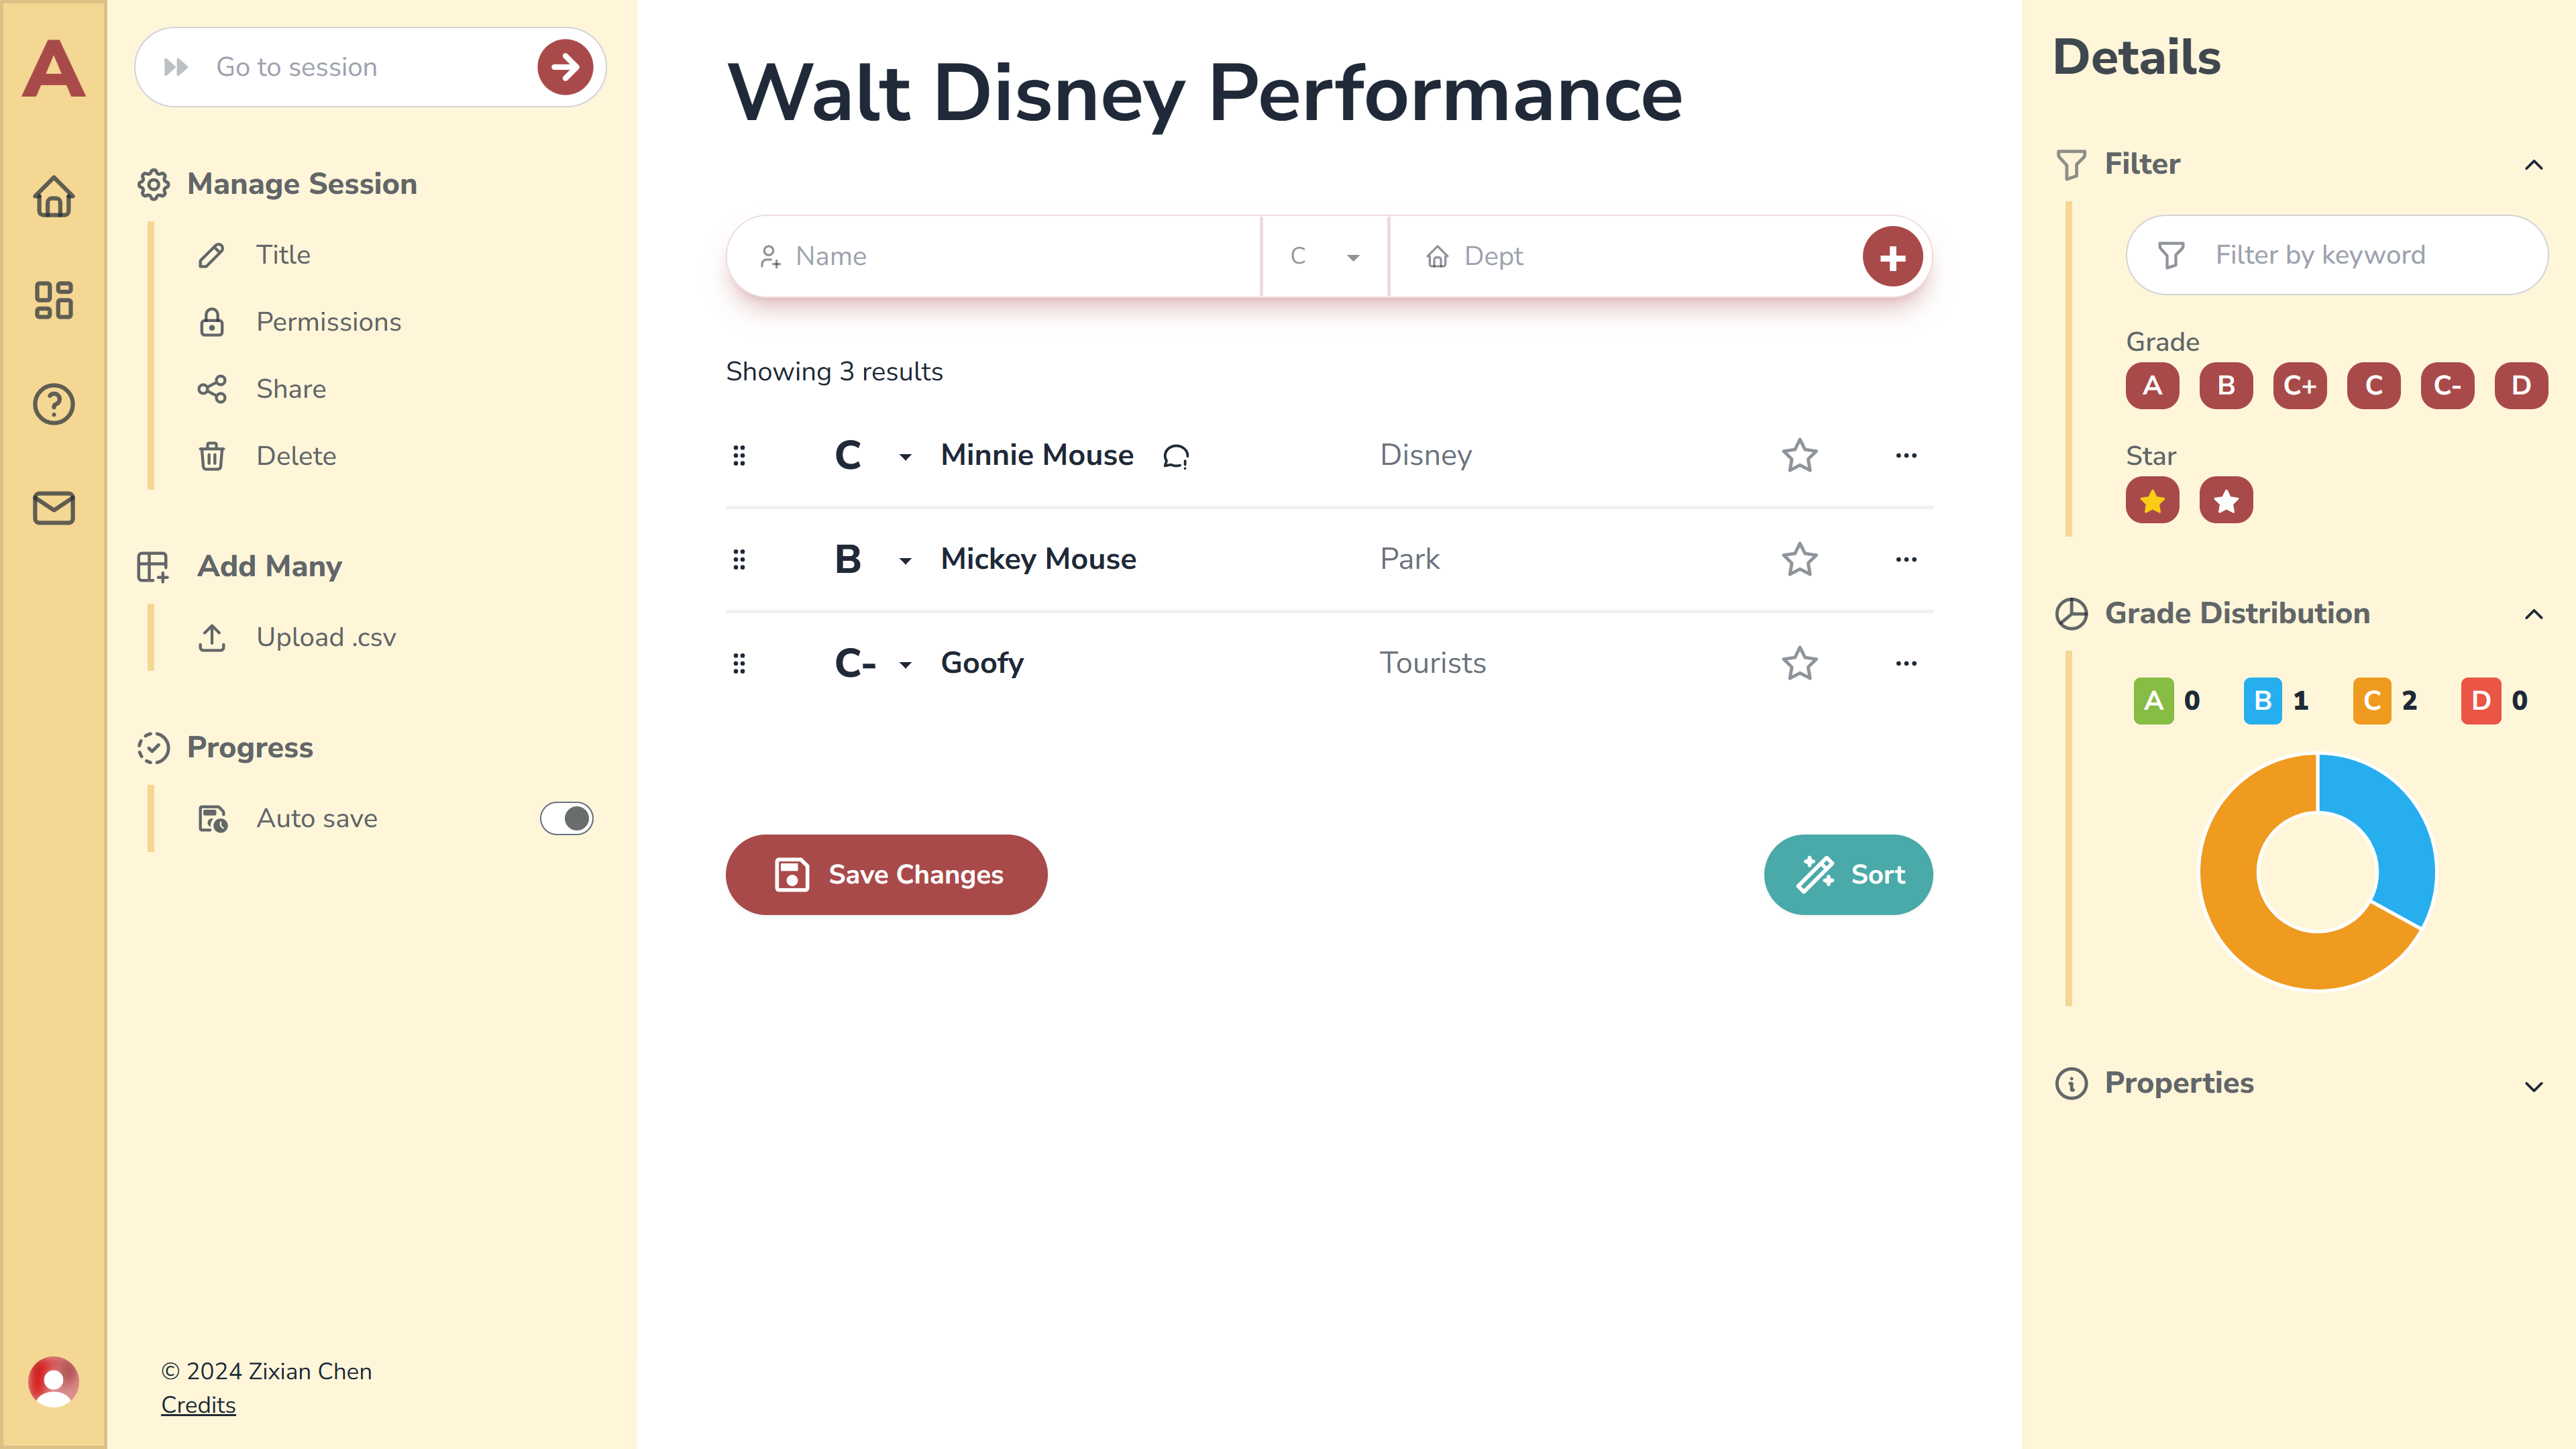 A
Go to session
Manage Session
Title
Permissions
Share
Delete
Add Many
Upload .csv
Progress
Auto save
© 2024 Zixian Chen
Credits
Walt Disney Performance
Name
C
Dept
Showing 3 results
C Minnie Mouse Disney
B Mickey Mouse Park
C- Goofy Tourists
Save Changes
Sort
Details
Filter
Filter by keyword
Grade
A B C+ C C- D
Star
Grade Distribution
A 0 B 1 C 2 D 0
Properties